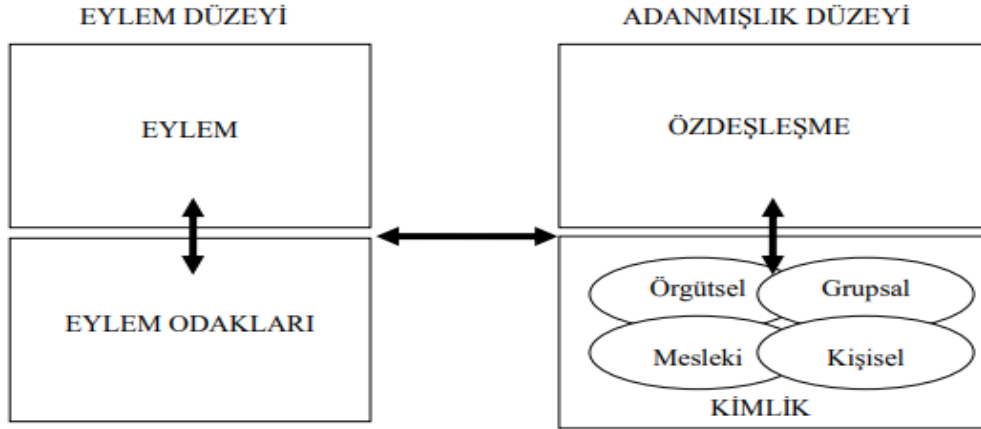 EYLEM DÜZEYİ
ADANMIŞLIK DÜZEYİ
EYLEM
ÖZDEŞLEŞME
EYLEM ODAKLARI
Örgütsel
Grupsal
Mesleki
Kişisel
KİMLİK